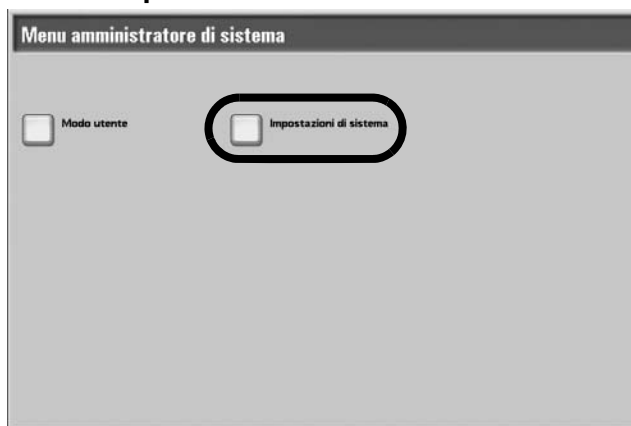 Menu amministratore di sistema
Modo utente
Impostazioni di sistema